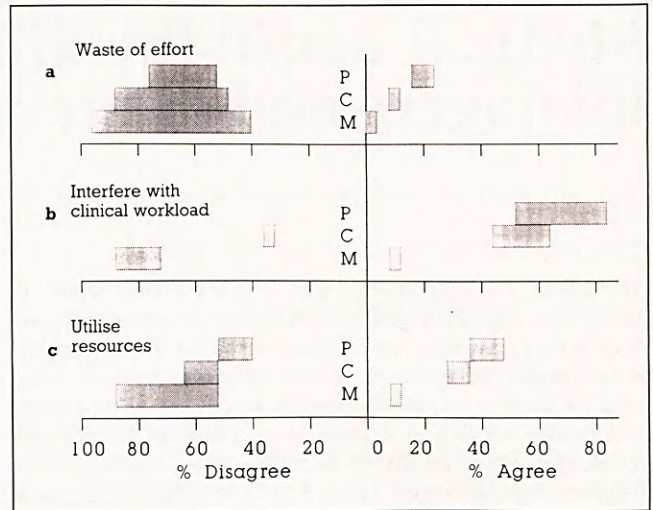 Waste of effort
a
P
C
M
Interfere with
b clinical workload
P
C
M
Utilise
c resources
P
C
M
100 80 60 40 20 0 20 40 60 80
% Disagree % Agree